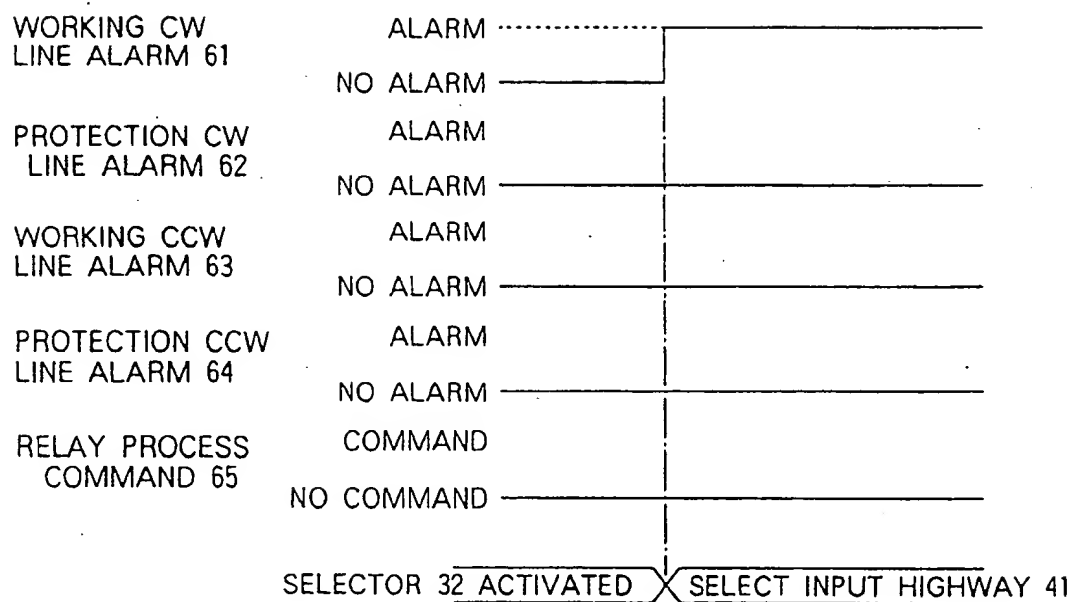 WORKING CW
LINE ALARM 61
ALARM
NO ALARM
PROTECTION CW
LINE ALARM 62
ALARM
NO ALARM
WORKING CCW
LINE ALARM 63
ALARM
NO ALARM
PROTECTION CCW
LINE ALARM 64
ALARM
NO ALARM
RELAY PROCESS
COMMAND 65
COMMAND
NO COMMAND
SELECTOR 32 ACTIVATED SELECT INPUT HIGHWAY 41